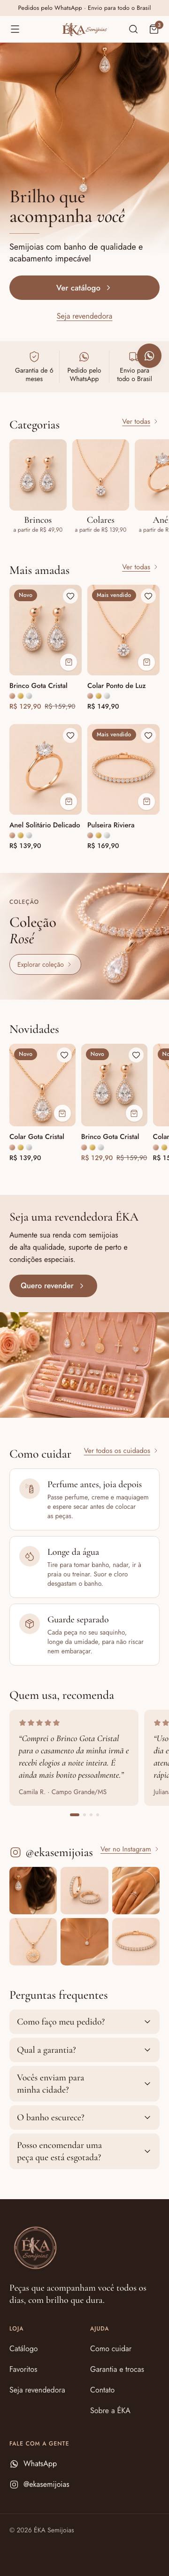 Pedidos pelo WhatsApp · Envio para todo o Brasil
ÉKA Semijoias
2
Brilho que
acompanha você
Semijoias com banho de qualidade e
acabamento impecável
Ver catálogo
Seja revendedora
Garantia de 6
meses
Pedido pelo
WhatsApp
Envio para
todo o Brasil
Categorias
Ver todas
Brincos
a partir de R$ 49,90
Colares
a partir de R$ 139,90
Ané
a partir de R
Mais amadas
Ver todas
Novo
Brinco Gota Cristal
R$ 129,90 R$ 159,90
Mais vendido
Colar Ponto de Luz
R$ 149,90
Anel Solitário Delicado
R$ 139,90
Mais vendido
Pulseira Riviera
R$ 169,90
COLEÇÃO
Coleção
Rosé
Explorar coleção
Novidades
Novo
Colar Gota Cristal
R$ 139,90
Novo
Brinco Gota Cristal
R$ 129,90 R$ 159,90
No
Colar
R$ 15
Seja uma revendedora ÉKA
Aumente sua renda com semijoias
de alta qualidade, suporte de perto e
condições especiais.
Quero revender
Como cuidar
Ver todos os cuidados
Perfume antes, joia depois
Passe perfume, creme e maquiagem
e espere secar antes de colocar
as peças.
Longe da água
Tire para tomar banho, nadar, ir à
praia ou treinar. Suor e cloro
desgastam o banho.
Guarde separado
Cada peça no seu saquinho,
longe da umidade, para não riscar
nem embaraçar.
Quem usa, recomenda
“Comprei o Brinco Gota Cristal
para o casamento da minha irmã e
recebi elogios a noite inteira. É
ainda mais bonito pessoalmente.”
Camila R. · Campo Grande/MS
“Uso
dia e
atend
rápid
Julian
@ekasemijoias
Ver no Instagram
Perguntas frequentes
Como faço meu pedido?
Qual a garantia?
Vocês enviam para
minha cidade?
O banho escurece?
Posso encomendar uma
peça que está esgotada?
ÉKA
Semijoias
Peças que acompanham você todos os
dias, com brilho que dura.
LOJA
Catálogo
Favoritos
Seja revendedora
AJUDA
Como cuidar
Garantia e trocas
Contato
Sobre a ÉKA
FALE COM A GENTE
WhatsApp
@ekasemijoias
© 2026 ÉKA Semijoias